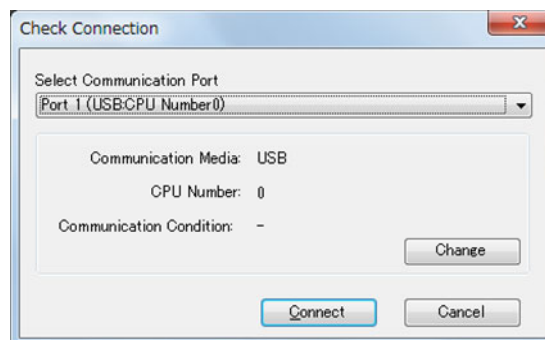 Check Connection
Select Communication Port
Port 1 (USB:CPU Number0)
Communication Media: USB
CPU Number: 0
Communication Condition: -
Change
Connect
Cancel